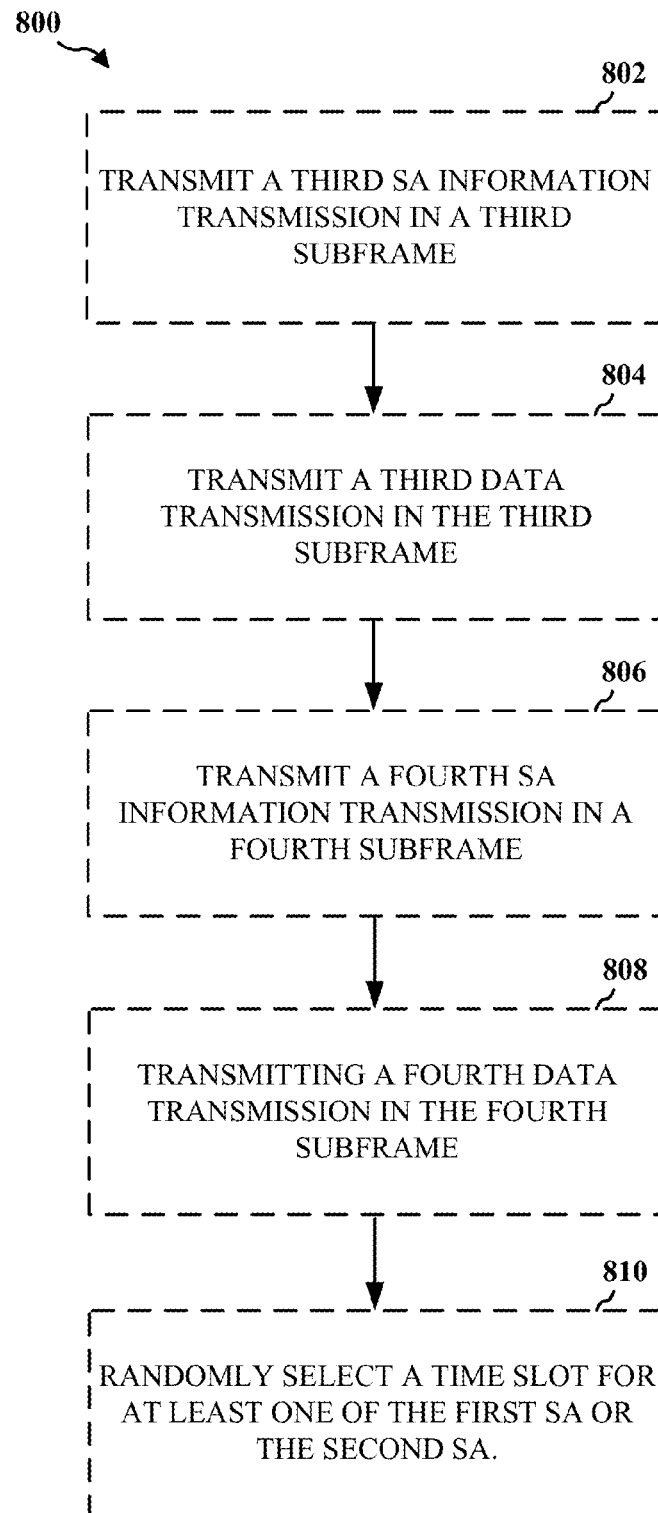 800
802
TRANSMIT A THIRD SA INFORMATION
TRANSMISSION IN A THIRD
SUBFRAME
804
TRANSMIT A THIRD DATA
TRANSMISSION IN THE THIRD
SUBFRAME
806
TRANSMIT A FOURTH SA
INFORMATION TRANSMISSION IN A
FOURTH SUBFRAME
808
TRANSMITTING A FOURTH DATA
TRANSMISSION IN THE FOURTH
SUBFRAME
810
RANDOMLY SELECT A TIME SLOT FOR
AT LEAST ONE OF THE FIRST SA OR
THE SECOND SA.